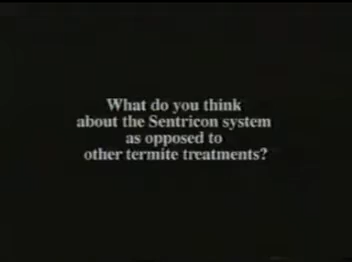 What do you think
about the Sentricon system
as opposed to
other termite treatments?